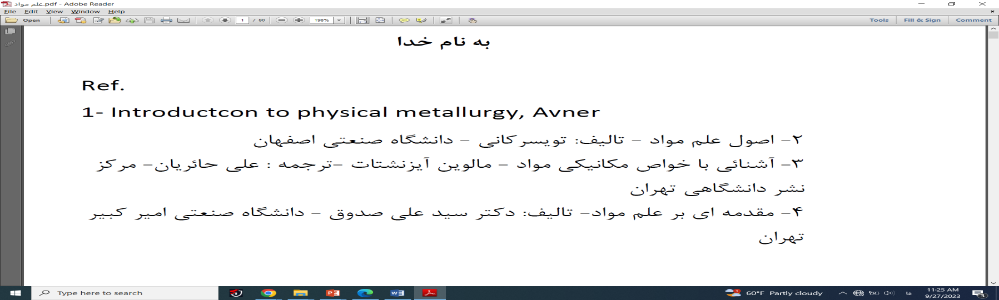 علم مواد.pdf - Adobe Reader
File Edit View Window Help
Open 1 / 80 198% Tools Fill & Sign Comment
به نام خدا
Ref.
1- Introductcon to physical metallurgy, Avner
۲- اصول علم مواد - تالیف: تویسرکانی - دانشگاه صنعتی اصفهان
۳- آشنائی با خواص مکانیکی مواد - مالوین آیزنشتات -ترجمه : علی حائریان- مرکز
نشر دانشگاهی تهران
۴- مقدمه ای بر علم مواد- تالیف: دکتر سید علی صدوق - دانشگاه صنعتی امیر کبیر
تهران
Type here to search 60°F Partly cloudy فا 11:25 AM
9/27/2023 3